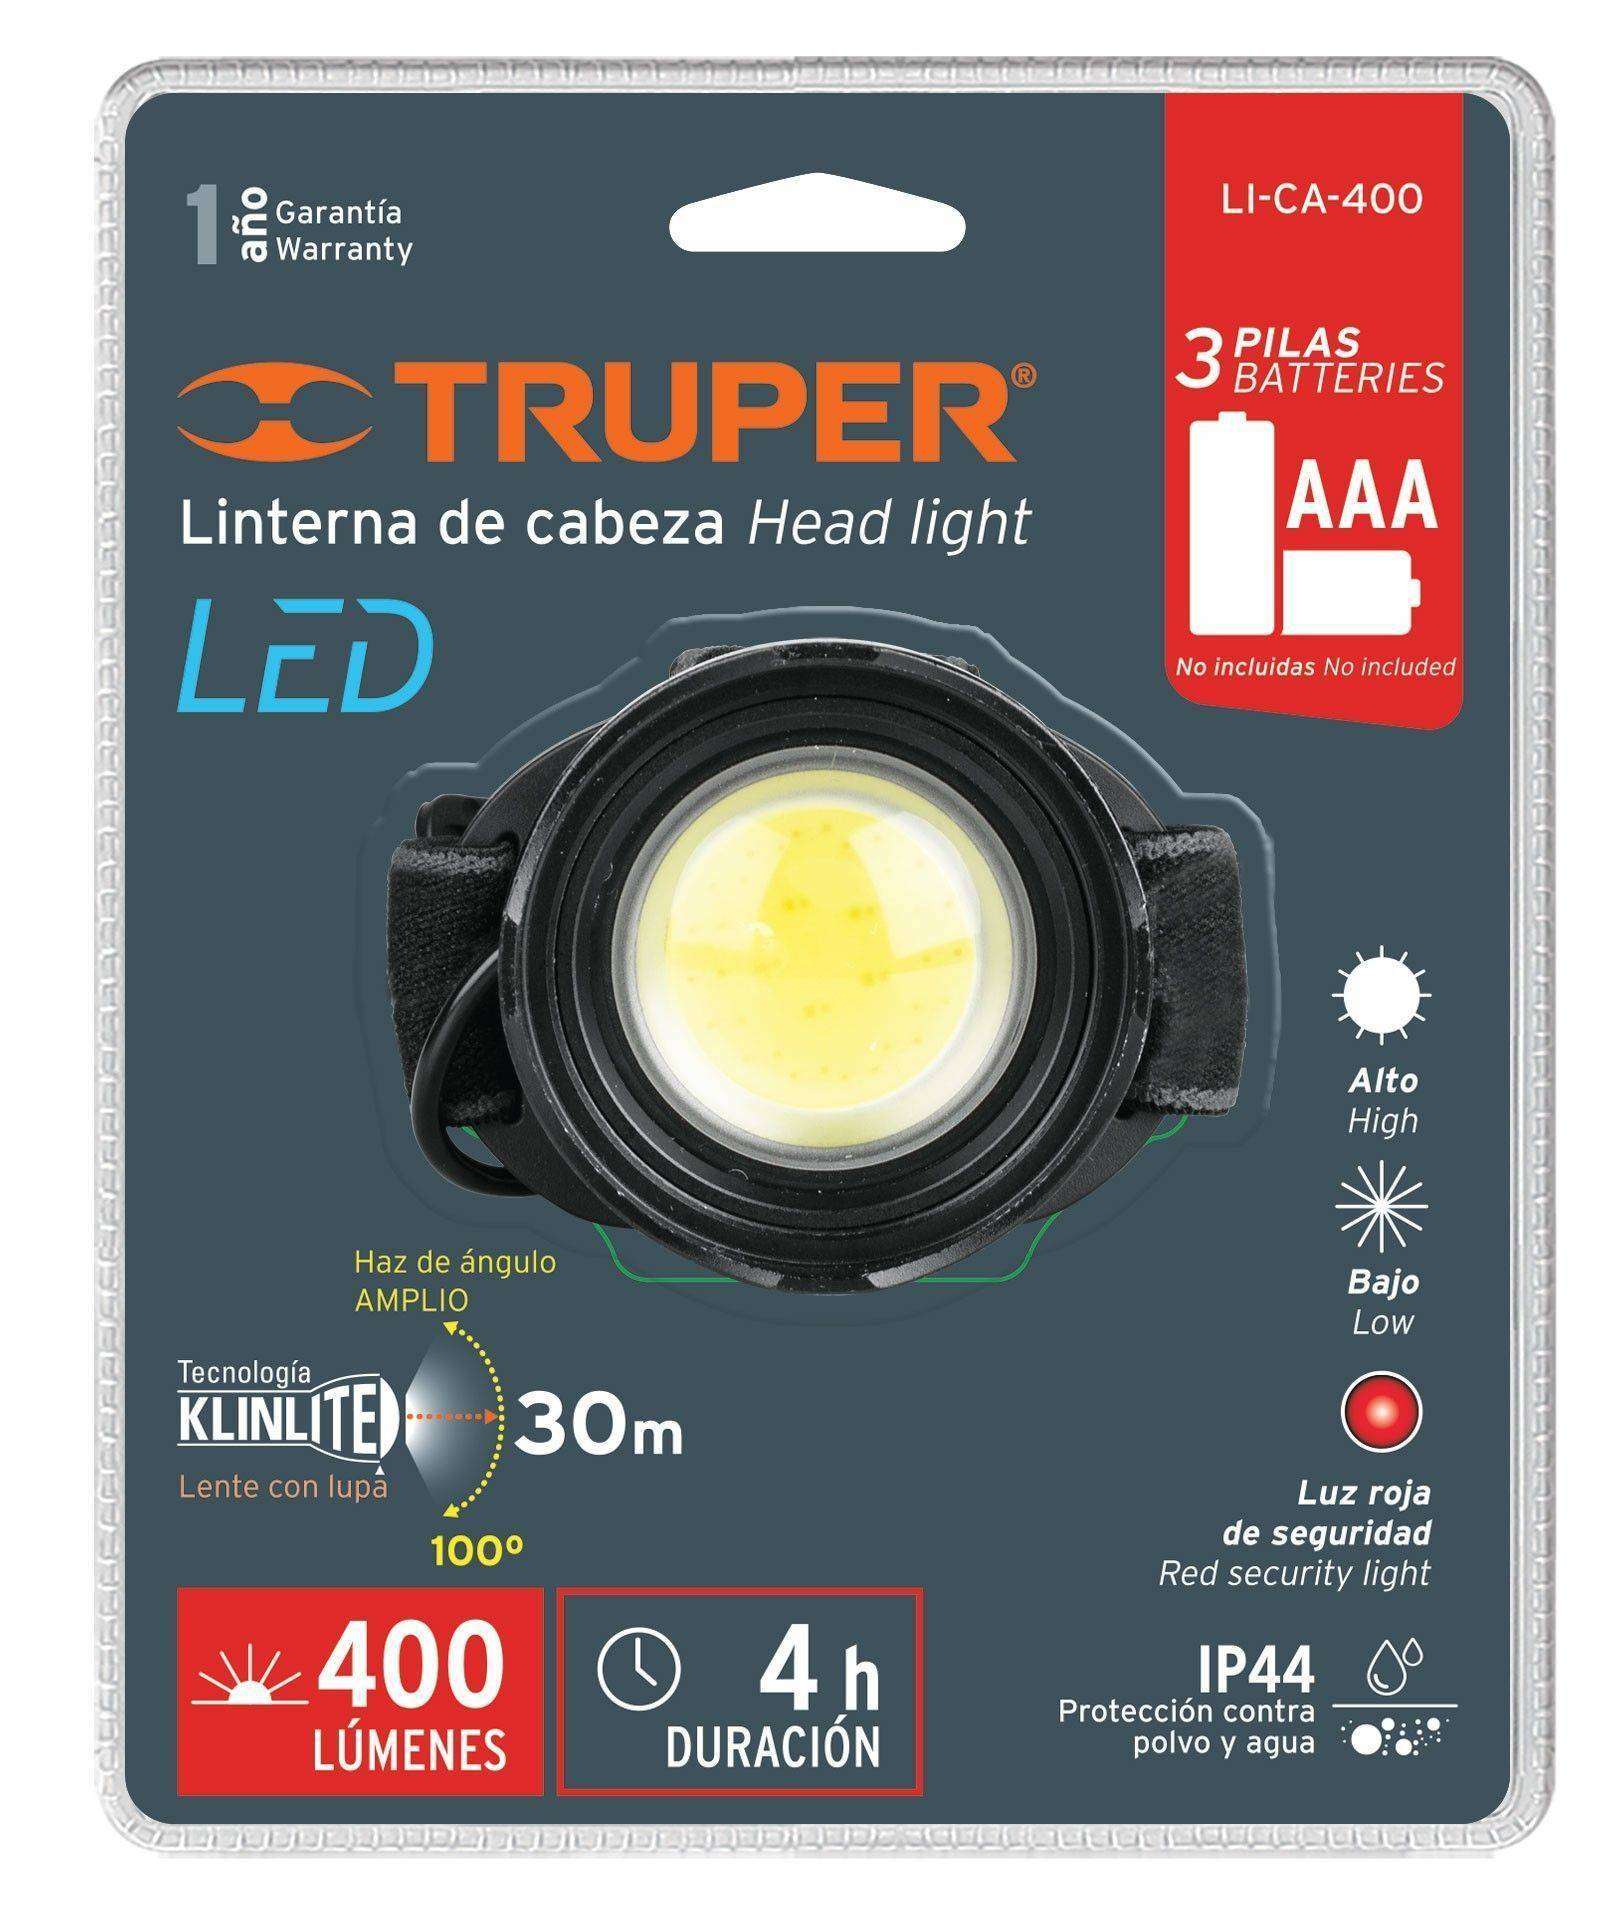 1 año Garantía
Warranty
LI-CA-400
3 PILAS
BATTERIES
AAA
No incluidas No included
TRUPER®
Linterna de cabeza Head light
LED
Alto
High
Bajo
Low
Luz roja
de seguridad
Red security light
Haz de ángulo
AMPLIO
Tecnología
KLINLITE
Lente con lupa
30m
100°
400
LÚMENES
4 h
DURACIÓN
IP44
Protección contra
polvo y agua